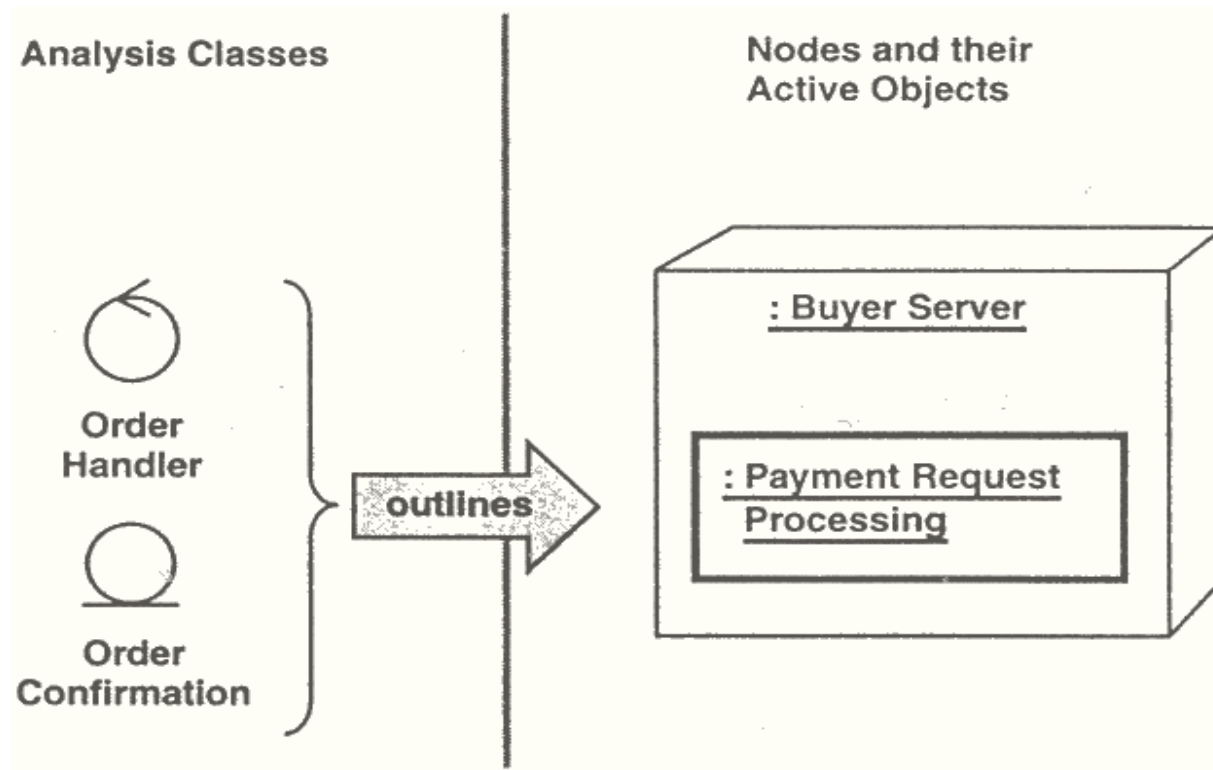 Analysis Classes
Nodes and their
Active Objects
: Buyer Server
Order
Handler
outlines
: Payment Request
Processing
Order
Confirmation